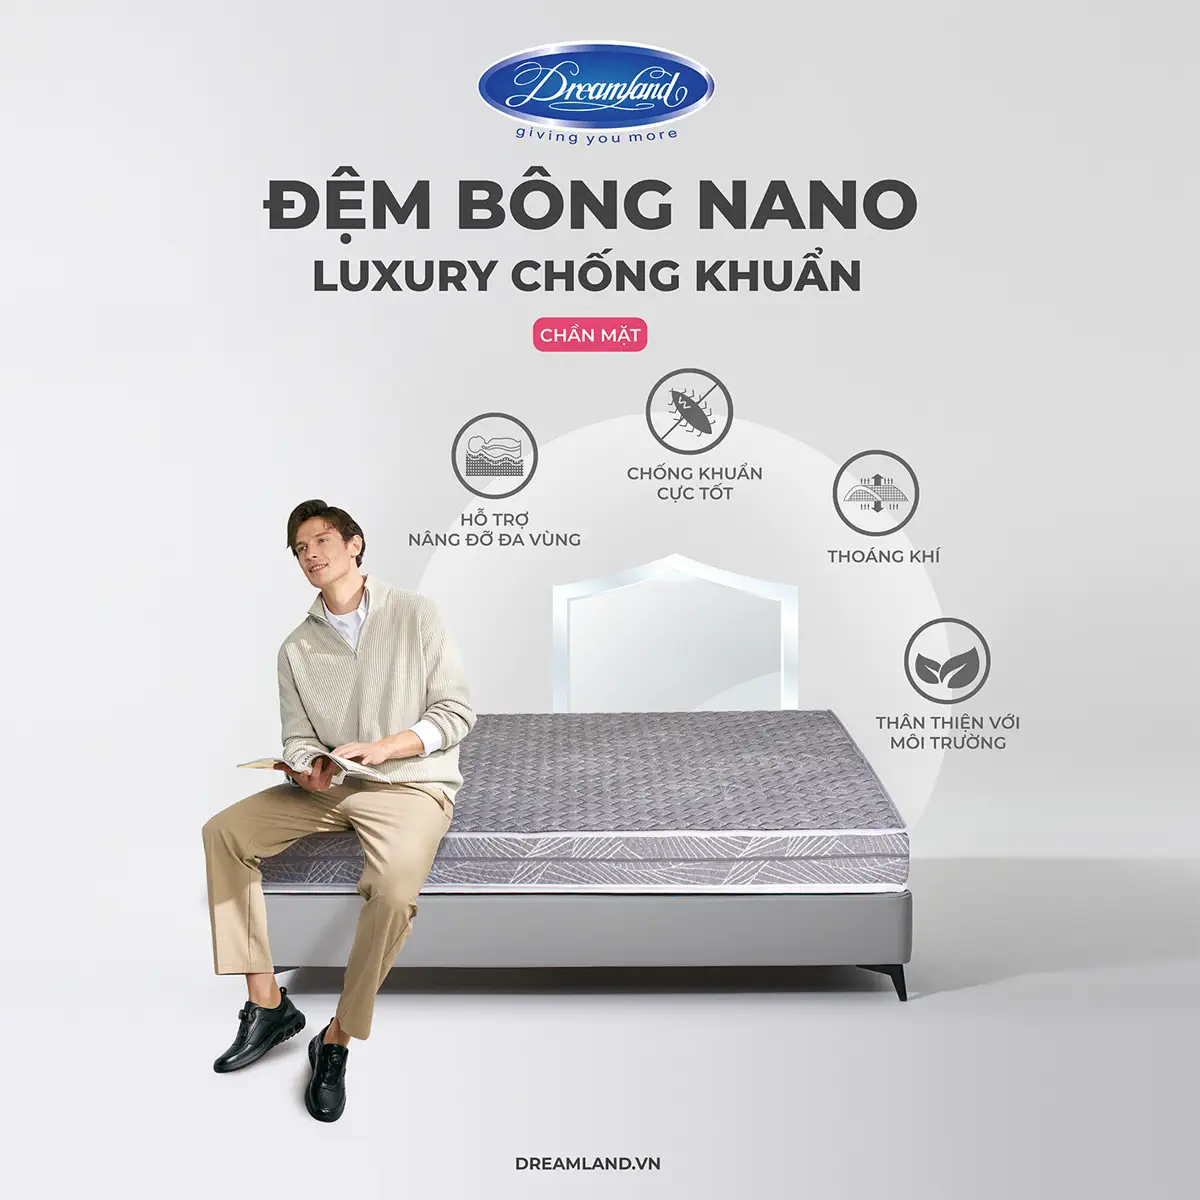 Dreamland
giving you more
ĐỆM BÔNG NANO
LUXURY CHỐNG KHUẨN
CHẦN MẶT
CHỐNG KHUẨN
CỰC TỐT
HỖ TRỢ
NÂNG ĐỠ ĐA VÙNG
THOÁNG KHÍ
THÂN THIỆN VỚI
MÔI TRƯỜNG
DREAMLAND.VN